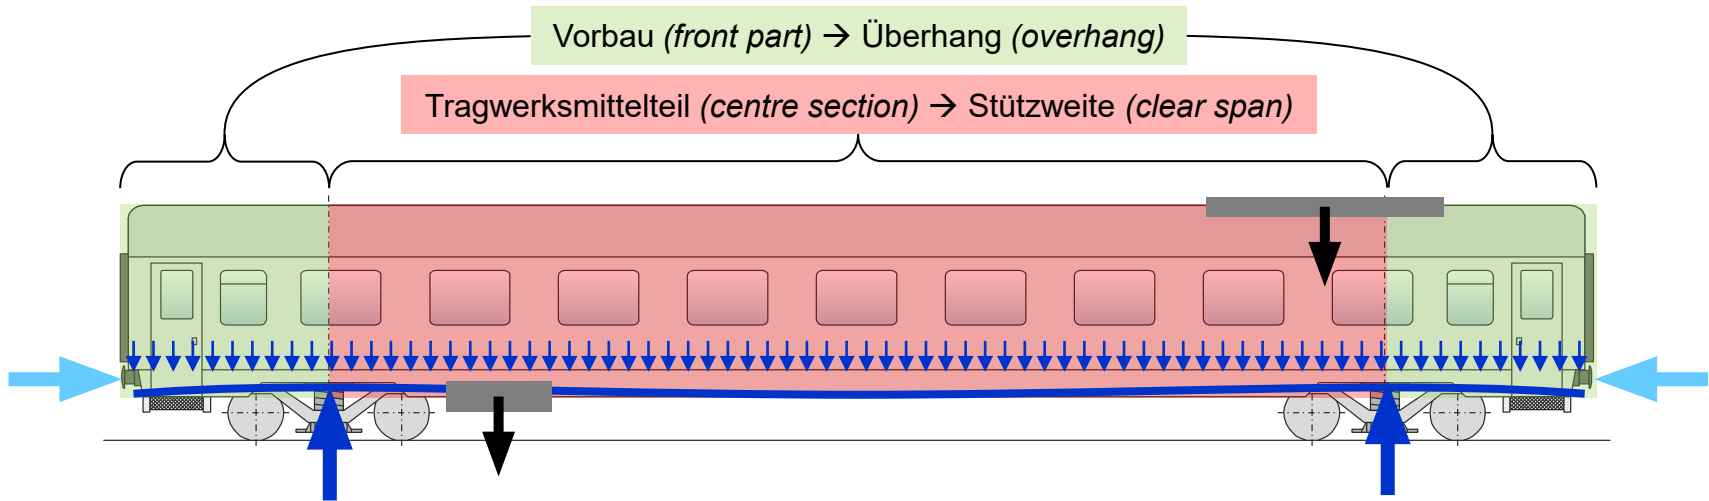 Vorbau (front part) → Überhang (overhang)
Tragwerksmittelteil (centre section) → Stützweite (clear span)